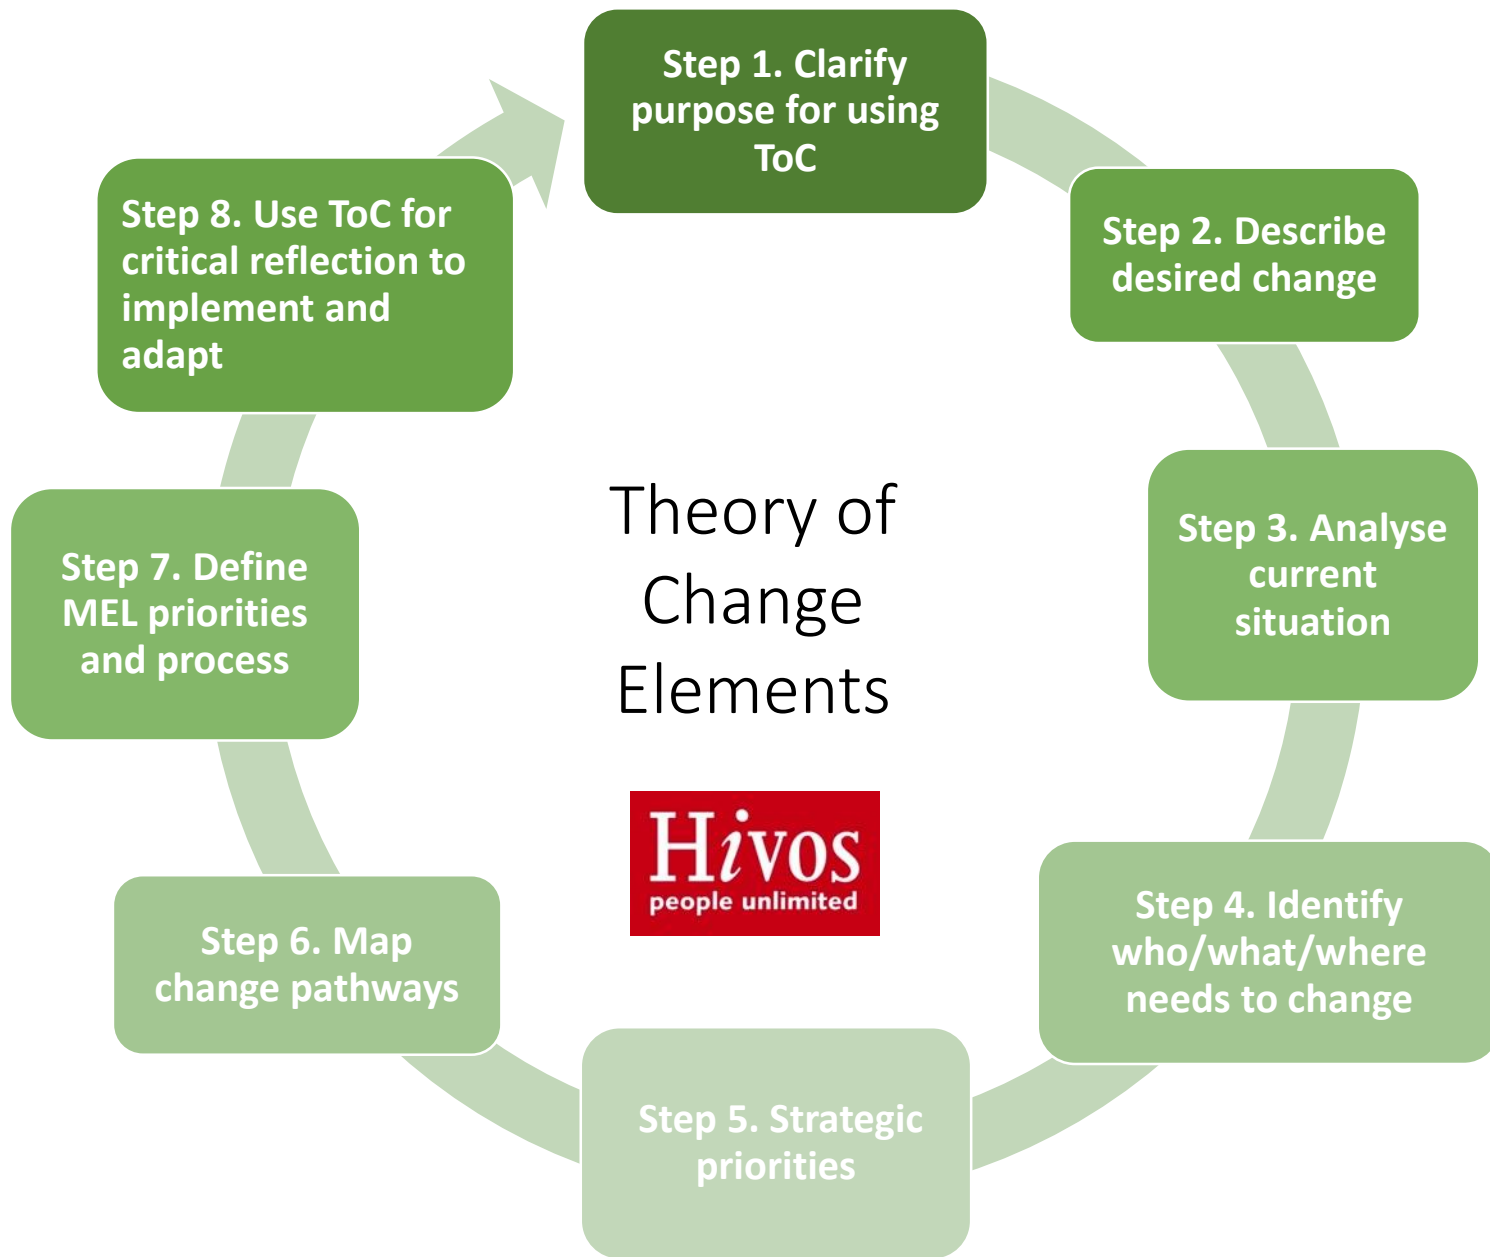 Step 1. Clarify
purpose for using
ToC
Step 2. Describe
desired change
Step 3. Analyse
current
situation
Step 4. Identify
who/what/where
needs to change
Step 5. Strategic
priorities
Step 6. Map
change pathways
Step 7. Define
MEL priorities
and process
Step 8. Use ToC for
critical reflection to
implement and
adapt
Theory of
Change
Elements
Hivos
people unlimited